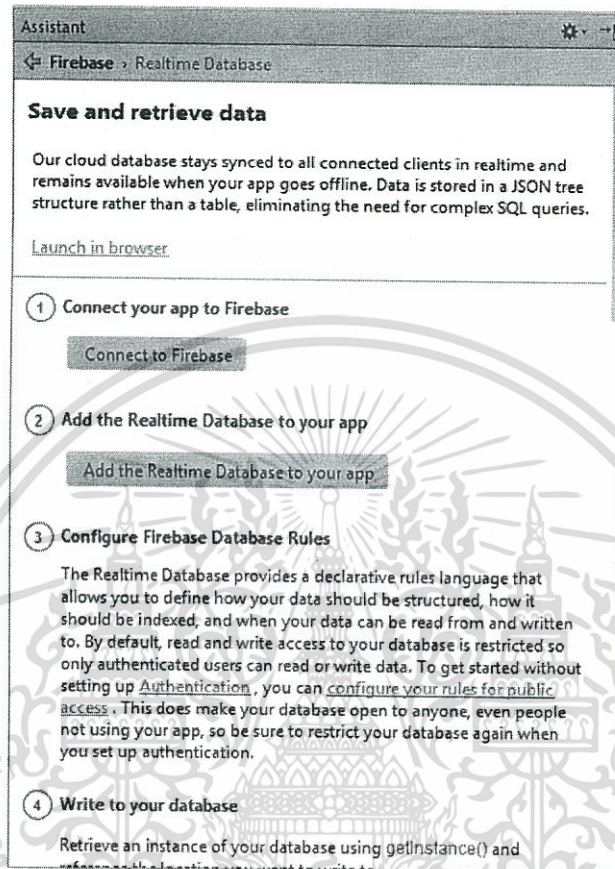 Assistant
Firebase › Realtime Database
Save and retrieve data
Our cloud database stays synced to all connected clients in realtime and
remains available when your app goes offline. Data is stored in a JSON tree
structure rather than a table, eliminating the need for complex SQL queries.
Launch in browser
1 Connect your app to Firebase
Connect to Firebase
2 Add the Realtime Database to your app
Add the Realtime Database to your app
3 Configure Firebase Database Rules
The Realtime Database provides a declarative rules language that
allows you to define how your data should be structured, how it
should be indexed, and when your data can be read from and written
to. By default, read and write access to your database is restricted so
only authenticated users can read or write data. To get started without
setting up Authentication , you can configure your rules for public
access . This does make your database open to anyone, even people
not using your app, so be sure to restrict your database again when
you set up authentication.
4 Write to your database
Retrieve an instance of your database using getInstance() and
reference the location you want to write to.